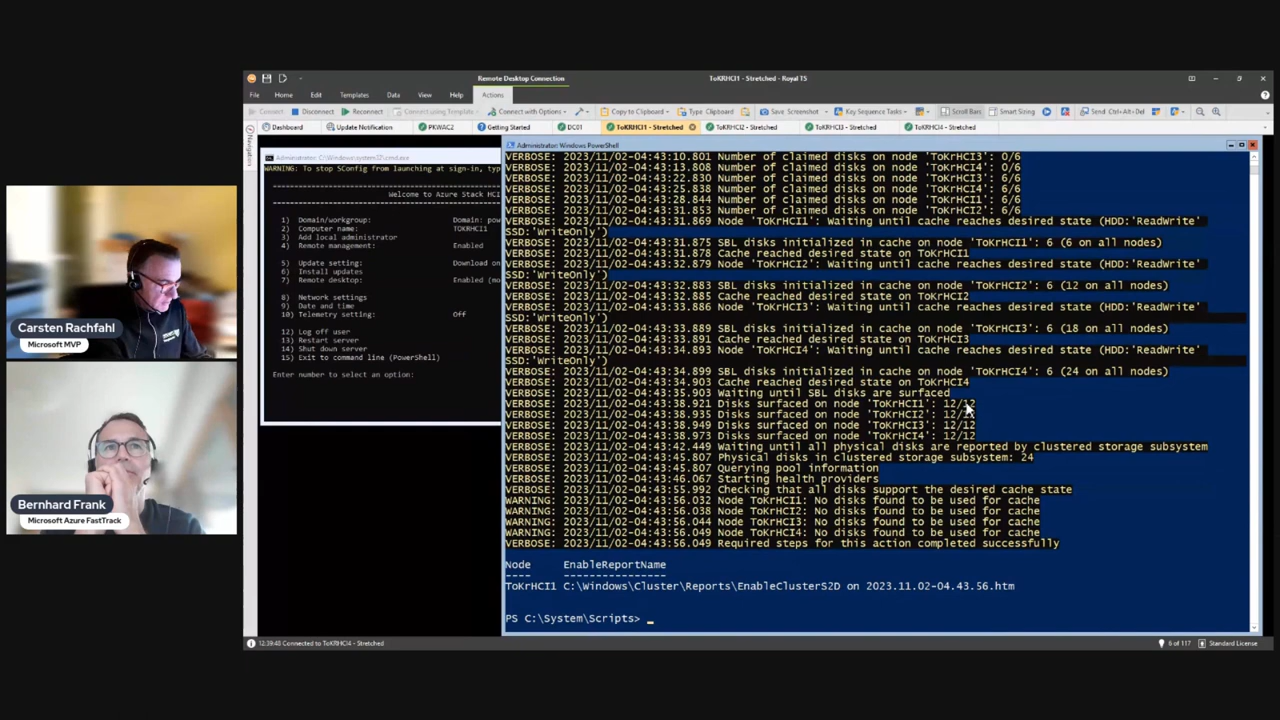 Remote Desktop Connection
ToKRHCI1 - Stretched - Royal TS
File Home Edit Templates Data View Help Actions
Connect Disconnect Reconnect Connect using Template Connect with Options Copy to Clipboard Type Clipboard Save Screenshot Key Sequence Tasks Scroll Bars Smart Sizing Send Ctrl+Alt+Del
Navigation
Dashboard Update Notification PKWAC2 Getting Started DC01 ToKRHCI1 - Stretched ToKRHCI2 - Stretched ToKRHCI3 - Stretched ToKRHCI4 - Stretched
Administrator: C:\Windows\system32\cmd.exe
WARNING: To stop SConfig from launching at sign-in, typ
Welcome to Azure Stack HCI
1) Domain/workgroup: Domain: pow
2) Computer name: TOKRHCI1
3) Add local administrator
4) Remote management: Enabled
5) Update setting: Download on
6) Install updates
7) Remote desktop: Enabled (mo
8) Network settings
9) Date and time
10) Telemetry setting: Off
12) Log off user
13) Restart server
14) Shut down server
15) Exit to command line (PowerShell)
Enter number to select an option:
Administrator: Windows PowerShell
VERBOSE: 2023/11/02-04:43:10.801 Number of claimed disks on node 'ToKrHCI3': 0/6
VERBOSE: 2023/11/02-04:43:13.808 Number of claimed disks on node 'ToKrHCI4': 0/6
VERBOSE: 2023/11/02-04:43:22.830 Number of claimed disks on node 'ToKrHCI3': 6/6
VERBOSE: 2023/11/02-04:43:25.838 Number of claimed disks on node 'ToKrHCI4': 6/6
VERBOSE: 2023/11/02-04:43:28.844 Number of claimed disks on node 'ToKrHCI1': 6/6
VERBOSE: 2023/11/02-04:43:31.853 Number of claimed disks on node 'ToKrHCI2': 6/6
VERBOSE: 2023/11/02-04:43:31.869 Node 'ToKrHCI1': Waiting until cache reaches desired state (HDD:'ReadWrite'
SSD:'WriteOnly')
VERBOSE: 2023/11/02-04:43:31.875 SBL disks initialized in cache on node 'ToKrHCI1': 6 (6 on all nodes)
VERBOSE: 2023/11/02-04:43:31.878 Cache reached desired state on ToKrHCI1
VERBOSE: 2023/11/02-04:43:32.879 Node 'ToKrHCI2': Waiting until cache reaches desired state (HDD:'ReadWrite'
SSD:'WriteOnly')
VERBOSE: 2023/11/02-04:43:32.883 SBL disks initialized in cache on node 'ToKrHCI2': 6 (12 on all nodes)
VERBOSE: 2023/11/02-04:43:32.885 Cache reached desired state on ToKrHCI2
VERBOSE: 2023/11/02-04:43:33.886 Node 'ToKrHCI3': Waiting until cache reaches desired state (HDD:'ReadWrite'
SSD:'WriteOnly')
VERBOSE: 2023/11/02-04:43:33.889 SBL disks initialized in cache on node 'ToKrHCI3': 6 (18 on all nodes)
VERBOSE: 2023/11/02-04:43:33.891 Cache reached desired state on ToKrHCI3
VERBOSE: 2023/11/02-04:43:34.893 Node 'ToKrHCI4': Waiting until cache reaches desired state (HDD:'ReadWrite'
SSD:'WriteOnly')
VERBOSE: 2023/11/02-04:43:34.899 SBL disks initialized in cache on node 'ToKrHCI4': 6 (24 on all nodes)
VERBOSE: 2023/11/02-04:43:34.903 Cache reached desired state on ToKrHCI4
VERBOSE: 2023/11/02-04:43:35.903 Waiting until SBL disks are surfaced
VERBOSE: 2023/11/02-04:43:38.921 Disks surfaced on node 'ToKrHCI1': 12/12
VERBOSE: 2023/11/02-04:43:38.935 Disks surfaced on node 'ToKrHCI2': 12/12
VERBOSE: 2023/11/02-04:43:38.949 Disks surfaced on node 'ToKrHCI3': 12/12
VERBOSE: 2023/11/02-04:43:38.973 Disks surfaced on node 'ToKrHCI4': 12/12
VERBOSE: 2023/11/02-04:43:42.449 Waiting until all physical disks are reported by clustered storage subsystem
VERBOSE: 2023/11/02-04:43:45.807 Physical disks in clustered storage subsystem: 24
VERBOSE: 2023/11/02-04:43:45.807 Querying pool information
VERBOSE: 2023/11/02-04:43:46.067 Starting health providers
VERBOSE: 2023/11/02-04:43:55.992 Checking that all disks support the desired cache state
WARNING: 2023/11/02-04:43:56.032 Node ToKrHCI1: No disks found to be used for cache
WARNING: 2023/11/02-04:43:56.038 Node ToKrHCI2: No disks found to be used for cache
WARNING: 2023/11/02-04:43:56.044 Node ToKrHCI3: No disks found to be used for cache
WARNING: 2023/11/02-04:43:56.049 Node ToKrHCI4: No disks found to be used for cache
VERBOSE: 2023/11/02-04:43:56.049 Required steps for this action completed successfully
Node EnableReportName
---- ----------------
ToKrHCI1 C:\Windows\Cluster\Reports\EnableClusterS2D on 2023.11.02-04.43.56.htm
PS C:\System\Scripts> _
Carsten Rachfahl
Microsoft MVP
Bernhard Frank
Microsoft Azure FastTrack
12:39:48 Connected to ToKRHCI4 - Stretched
6 of 117 Standard License